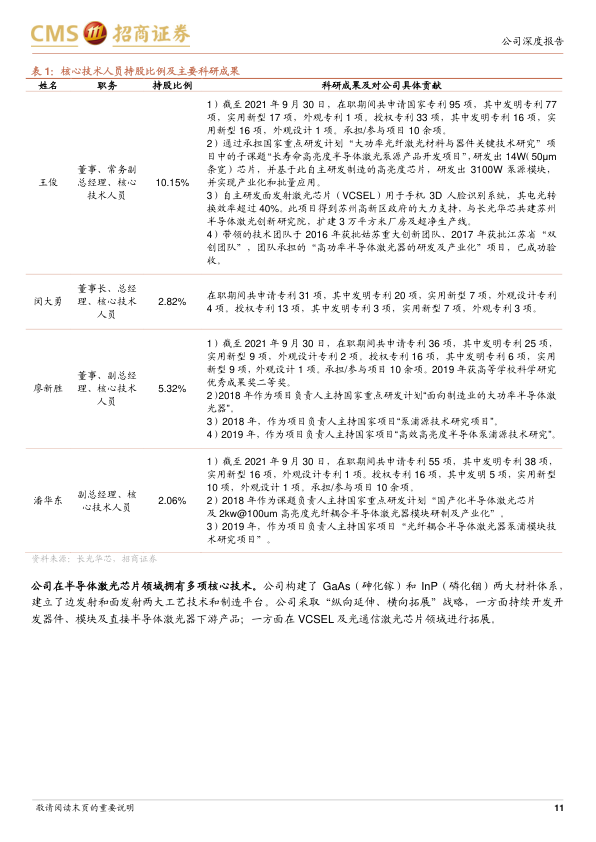 CMS 招商证券
公司深度报告
表 1：核心技术人员持股比例及主要科研成果
姓名 职务 持股比例 科研成果及对公司具体贡献
1）截至 2021 年 9 月 30 日，在职期间共申请国家专利 95 项，其中发明专利 77
项，实用新型 17 项，外观专利 1 项。授权专利 33 项，其中发明专利 16 项，实
用新型 16 项，外观设计 1 项。承担/参与项目 10 余项。
2）通过承担国家重点研发计划“大功率光纤激光材料与器件关键技术研究”项
目中的子课题“长寿命高亮度半导体激光泵源产品开发项目”，研发出 14W（50μm
条宽）芯片，并基于此自主研发制造的高亮度芯片，研发出 3100W 泵源模块，
并实现产业化和批量应用。
3）自主研发面发射激光芯片（VCSEL）用于手机 3D 人脸识别系统，其电光转
换效率超过 40%。此项目得到苏州高新区政府的大力支持，与长光华芯共建苏州
半导体激光创新研究院，扩建 3 万平方米厂房及超净生产线。
4）带领的技术团队于 2016 年获批姑苏重大创新团队、2017 年获批江苏省“双
创团队”，团队承担的“高功率半导体激光器的研发及产业化”项目，已成功验
收。
王俊
董事、常务副
总经理、核心
技术人员
10.15%
闵大勇
董事长、总经
理、核心技术
人员
2.82%
在职期间共申请专利 31 项，其中发明专利 20 项，实用新型 7 项，外观设计专利
4 项。授权专利 13 项，其中发明专利 3 项，实用新型 7 项，外观专利 3 项。
廖新胜
董事、副总经
理、核心技术
人员
5.32%
1）截至 2021 年 9 月 30 日，在职期间共申请专利 36 项，其中发明专利 25 项，
实用新型 9 项，外观设计专利 2 项。授权专利 16 项，其中发明专利 6 项，实用
新型 9 项，外观设计 1 项。承担/参与项目 10 余项。2019 年获高等学校科学研究
优秀成果奖二等奖。
2）2018 年作为项目负责人主持国家重点研发计划“面向制造业的大功率半导体激
光器”。
3）2018 年，作为项目负责人主持国家项目“泵浦源技术研究项目”。
4）2019 年，作为项目负责人主持国家项目“高效高亮度半导体泵浦源技术研究”。
潘华东
副总经理、核
心技术人员
2.06%
1）截至 2021 年 9 月 30 日，在职期间共申请专利 55 项，其中发明专利 38 项，
实用新型 16 项，外观设计专利 1 项。授权专利 16 项，其中发明 5 项，实用新型
10 项，外观设计 1 项。承担/参与项目 10 余项。
2）2018 年作为课题负责人主持国家重点研发计划“国产化半导体激光芯片
及 2kw@100um 高亮度光纤耦合半导体激光器模块研制及产业化”。
3）2019 年，作为项目负责人主持国家项目“光纤耦合半导体激光器泵浦模块技
术研究项目”。
资料来源：长光华芯、招商证券
公司在半导体激光芯片领域拥有多项核心技术。公司构建了 GaAs（砷化镓）和 InP（磷化铟）两大材料体系，
建立了边发射和面发射两大工艺技术和制造平台。公司采取“纵向延伸、横向拓展”战略，一方面持续开发开
发器件、模块及直接半导体激光器下游产品；一方面在 VCSEL 及光通信激光芯片领域进行拓展。
敬请阅读末页的重要说明
11